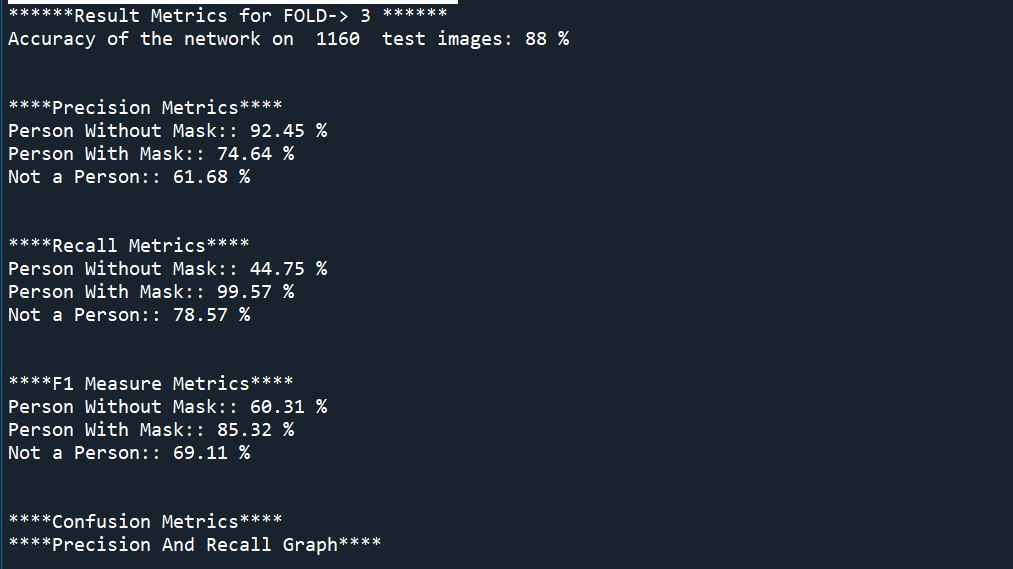 ******Result Metrics for FOLD-> 3 ******
Accuracy of the network on  1160  test images: 88 %
****Precision Metrics****
Person Without Mask:: 92.45 %
Person With Mask:: 74.64 %
Not a Person:: 61.68 %
****Recall Metrics****
Person Without Mask:: 44.75 %
Person With Mask:: 99.57 %
Not a Person:: 78.57 %
****F1 Measure Metrics****
Person Without Mask:: 60.31 %
Person With Mask:: 85.32 %
Not a Person:: 69.11 %
****Confusion Metrics****
****Precision And Recall Graph****